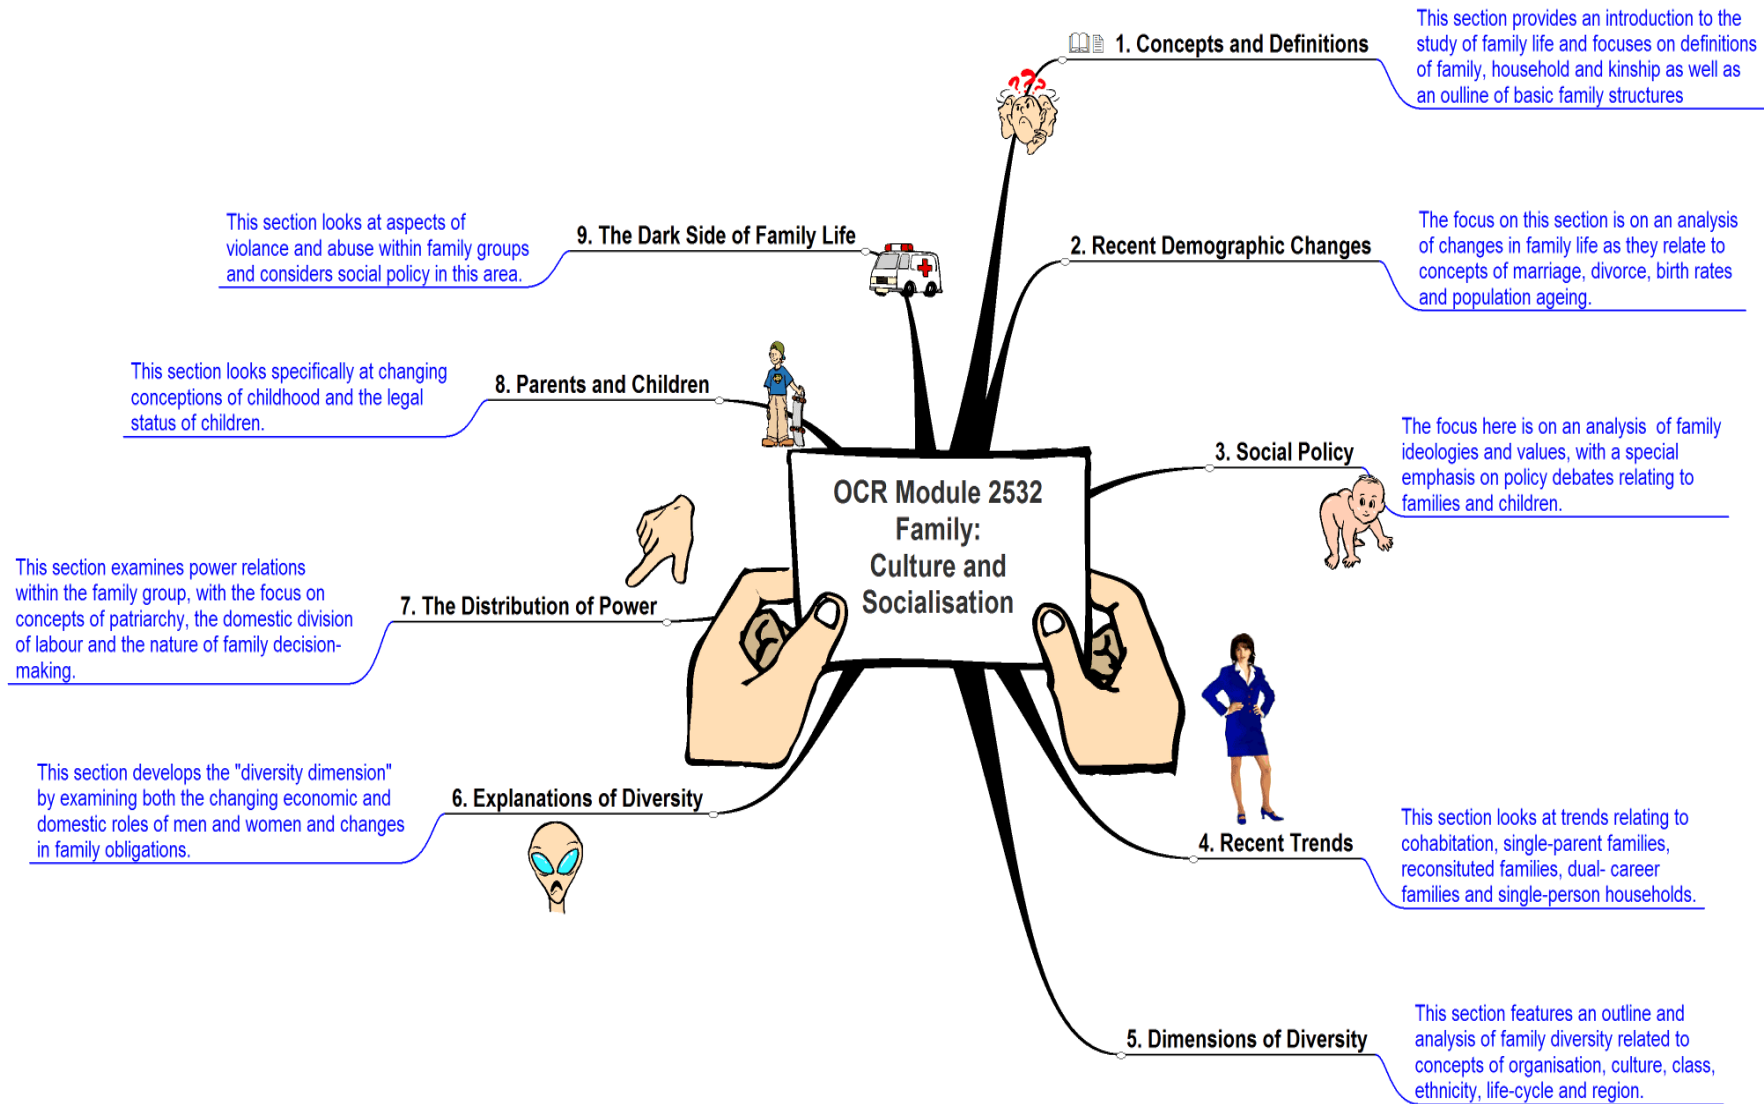 OCR Module 2532
Family:
Culture and
Socialisation
1. Concepts and Definitions
This section provides an introduction to the
study of family life and focuses on definitions
of family, household and kinship as well as
an oulline of basic family structures
2. Recent Demographic Changes
The focus on this section is on an analysis
of changes in family life as they relate to
concepts of marriage, divorce, birth rates
and population ageing.
3. Social Policy
The focus here is on an analysis of family
ideologies and values, with a special
emphasis on policy debates relating to
families and children.
4. Recent Trends
This section looks at trends relating to
cohabitation, single-parent families,
reconsituted families, dual- career
families and single-person households.
5. Dimensions of Diversity
This section features an outline and
analysis of family diversity related to
concepts of organisation, culture, class,
ethnicity, life-cycle and region.
6. Explanations of Diversity
This section develops the "diversity dimension"
by examining both the changing economic and
domestic roles of men and women and changes
in family obligations.
7. The Distribution of Power
This section examines power relations
within the family group, with the focus on
concepts of patriarchy, the domestic division
of labour and the nature of family decision-
making.
8. Parents and Children
This section looks specifically at changing
conceptions of childhood and the legal
status of children.
9. The Dark Side of Family Life
This section looks at aspects of
violence and abuse within family groups
and considers social policy in this area.
???